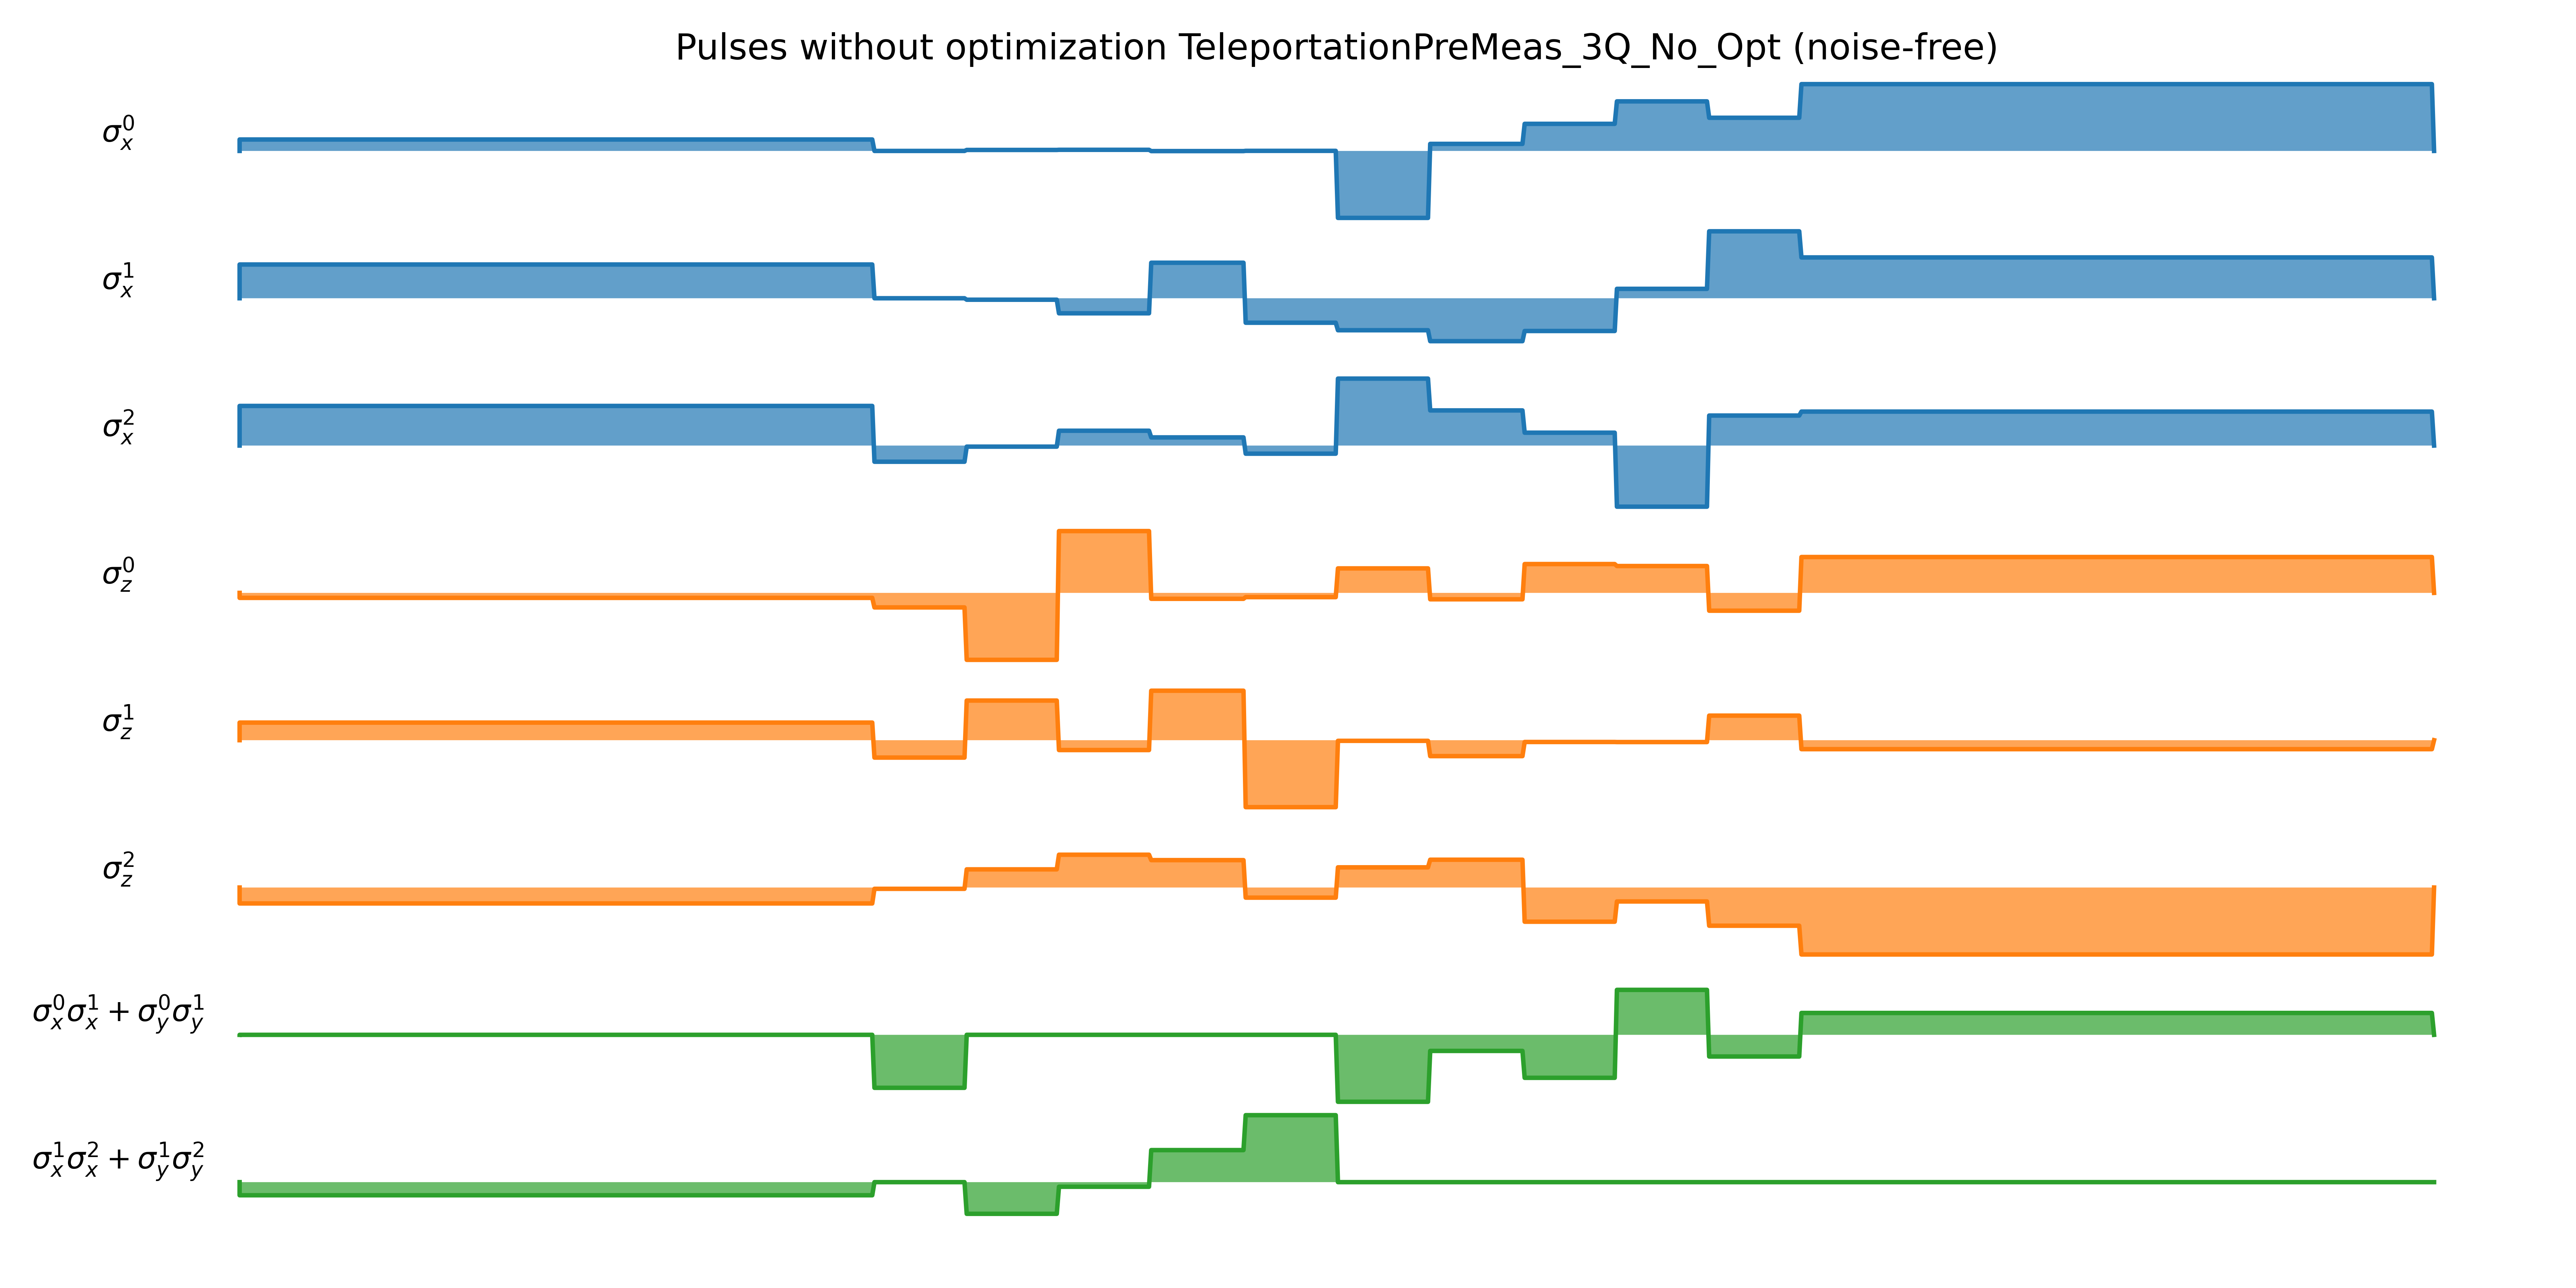 Pulses without optimization TeleportationPreMeas_3Q_No_Opt (noise-free)
σ_x^0
σ_x^1
σ_x^2
σ_z^0
σ_z^1
σ_z^2
σ_x^0σ_x^1 + σ_y^0σ_y^1
σ_x^1σ_x^2 + σ_y^1σ_y^2